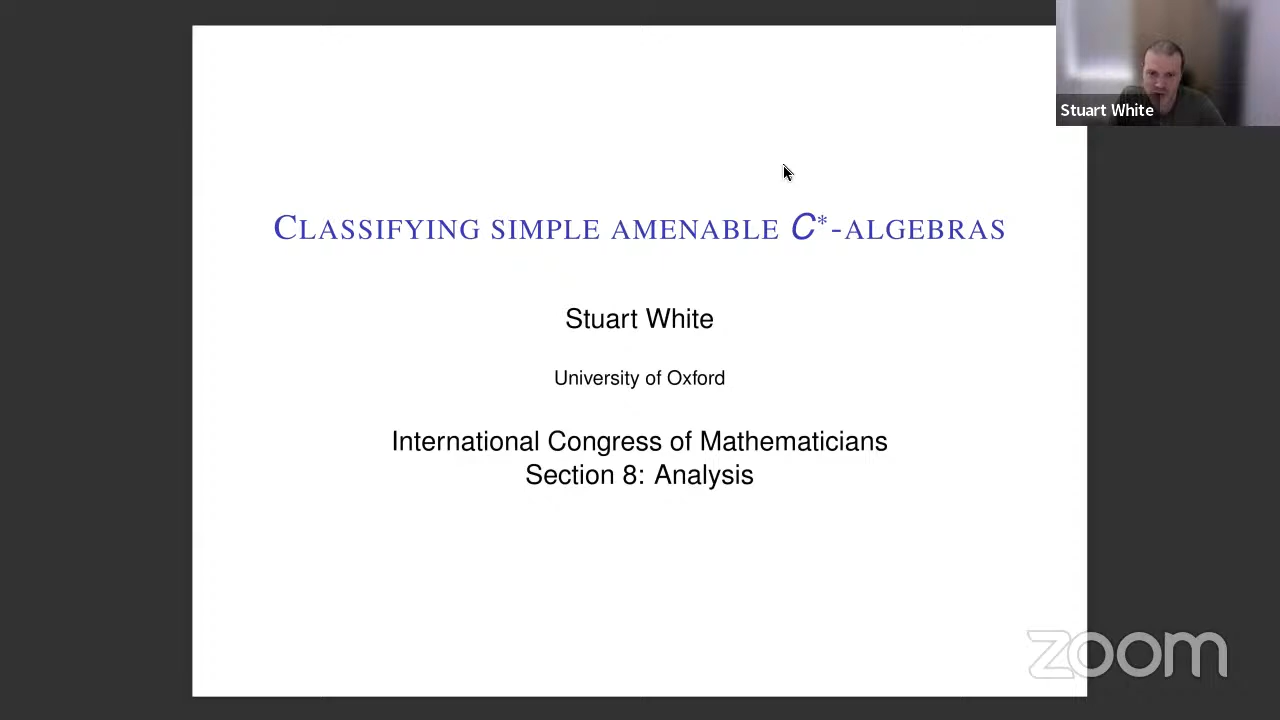 Stuart White
CLASSIFYING SIMPLE AMENABLE C*-ALGEBRAS
Stuart White
University of Oxford
International Congress of Mathematicians
Section 8: Analysis
zoom